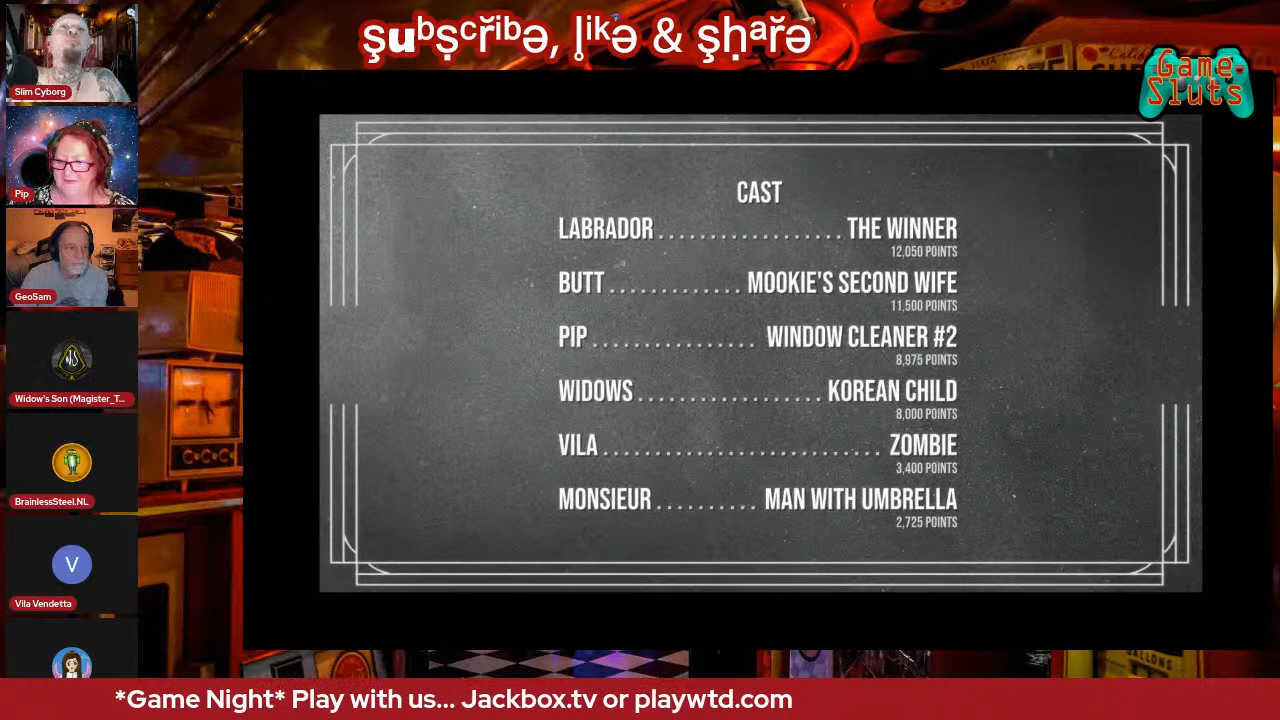 şubşcřibə, ļikə & şḥařə
Game Sluts
Slim Cyborg
Pip
GeoSam
Widow's Son (Magister_T...
BrainlessSteel.NL
V
Vila Vendetta
CAST
LABRADOR .................. THE WINNER
12,050 POINTS
BUTT ............. MOOKIE'S SECOND WIFE
11,500 POINTS
PIP ................ WINDOW CLEANER #2
8,975 POINTS
WIDOWS .................. KOREAN CHILD
8,000 POINTS
VILA ........................... ZOMBIE
3,400 POINTS
MONSIEUR .......... MAN WITH UMBRELLA
2,725 POINTS
*Game Night* Play with us... Jackbox.tv or playwtd.com